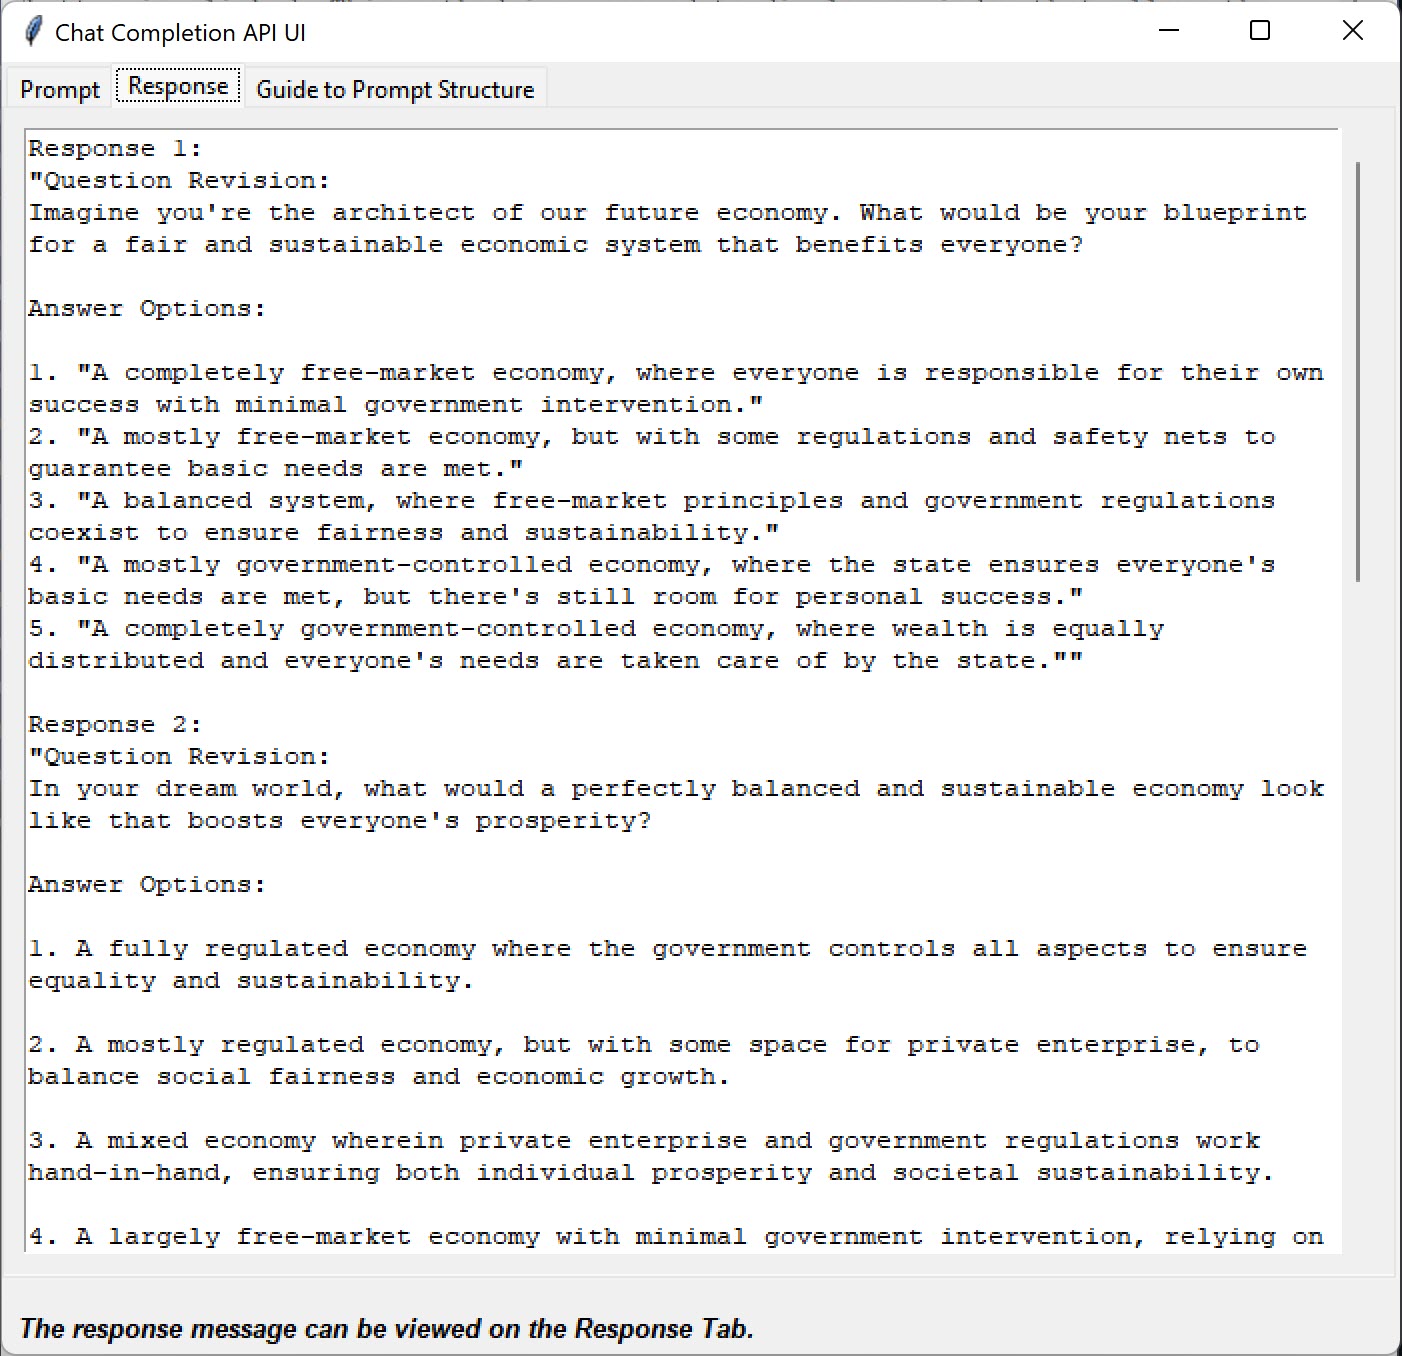 Chat Completion API UI
Prompt Response Guide to Prompt Structure
Response 1:
"Question Revision:
Imagine you're the architect of our future economy. What would be your blueprint
for a fair and sustainable economic system that benefits everyone?
Answer Options:
1. "A completely free-market economy, where everyone is responsible for their own
success with minimal government intervention."
2. "A mostly free-market economy, but with some regulations and safety nets to
guarantee basic needs are met."
3. "A balanced system, where free-market principles and government regulations
coexist to ensure fairness and sustainability."
4. "A mostly government-controlled economy, where the state ensures everyone's
basic needs are met, but there's still room for personal success."
5. "A completely government-controlled economy, where wealth is equally
distributed and everyone's needs are taken care of by the state.""
Response 2:
"Question Revision:
In your dream world, what would a perfectly balanced and sustainable economy look
like that boosts everyone's prosperity?
Answer Options:
1. A fully regulated economy where the government controls all aspects to ensure
equality and sustainability.
2. A mostly regulated economy, but with some space for private enterprise, to
balance social fairness and economic growth.
3. A mixed economy wherein private enterprise and government regulations work
hand-in-hand, ensuring both individual prosperity and societal sustainability.
4. A largely free-market economy with minimal government intervention, relying on
The response message can be viewed on the Response Tab.